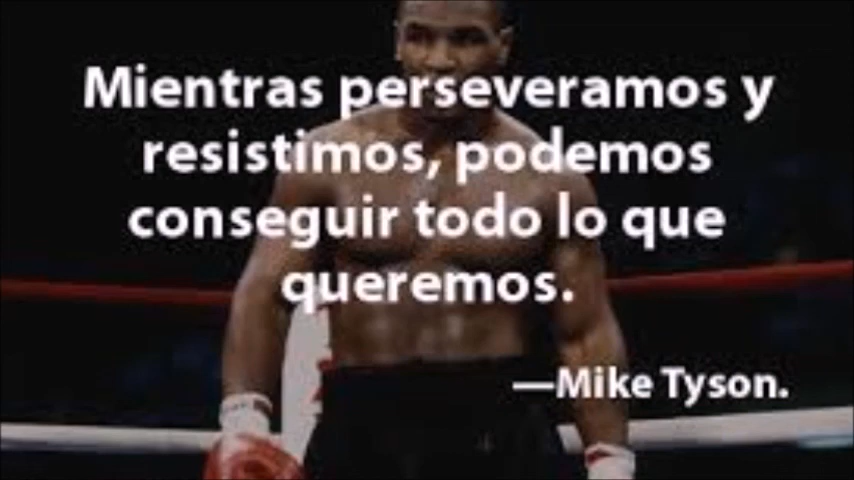 Mientras perseveramos y
resistimos, podemos
conseguir todo lo que
queremos.
—Mike Tyson.